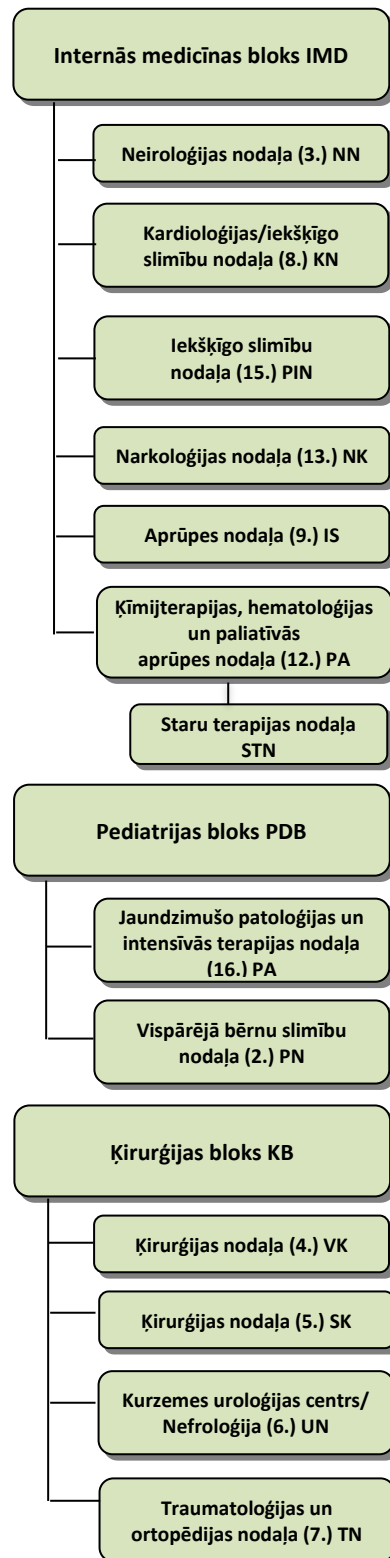 Internās medicīnas bloks IMD
Neiroloģijas nodaļa (3.) NN
Kardioloģijas/iekšķīgo
slimību nodaļa (8.) KN
Iekšķīgo slimību
nodaļa (15.) PIN
Narkoloģijas nodaļa (13.) NK
Aprūpes nodaļa (9.) IS
Ķīmijterapijas, hematoloģijas
un paliatīvās
aprūpes nodaļa (12.) PA
Staru terapijas nodaļa
STN
Pediatrijas bloks PDB
Jaundzimušo patoloģijas un
intensīvās terapijas nodaļa
(16.) PA
Vispārējā bērnu slimību
nodaļa (2.) PN
Ķirurģijas bloks KB
Ķirurģijas nodaļa (4.) VK
Ķirurģijas nodaļa (5.) SK
Kurzemes uroloģijas centrs/
Nefroloģija (6.) UN
Traumatoloģijas un
ortopēdijas nodaļa (7.) TN